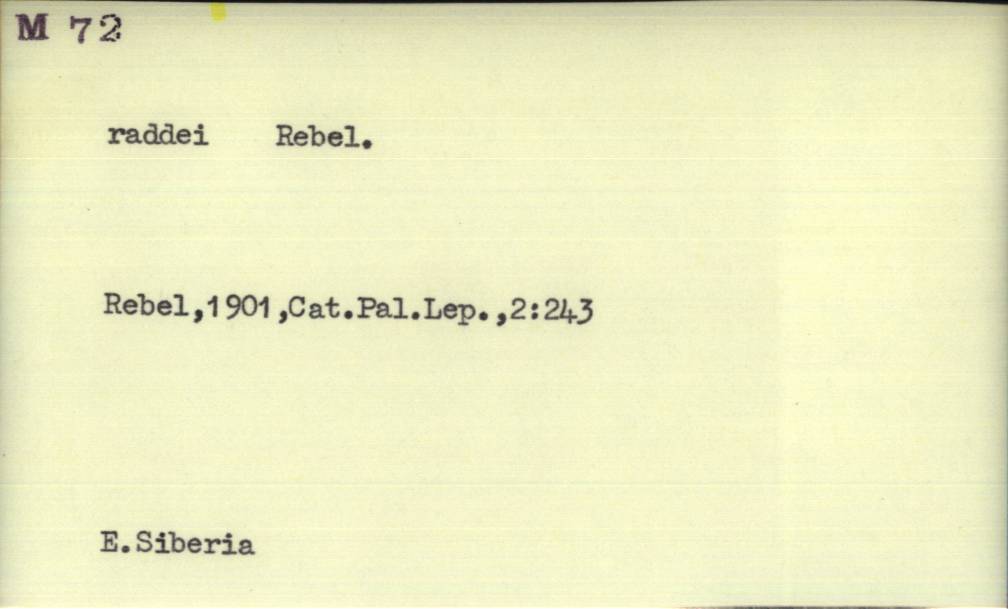 M 72
raddei Rebel.
Rebel,1901,Cat.Pal.Lep.,2:243
E.Siberia